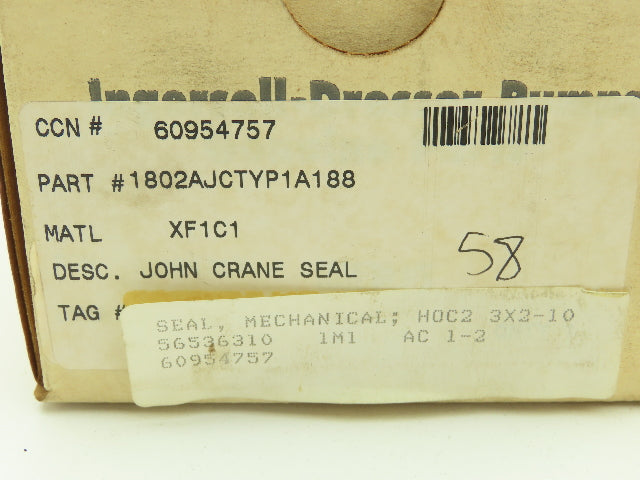 Ingersoll-Dresser Pumps
CCN # 60954757
PART #1802AJCTYP1A188
MATL XF1C1
DESC. JOHN CRANE SEAL
58
TAG #
SEAL, MECHANICAL; HOC2 3X2-10
56536310 1M1 AC 1-2
60954757